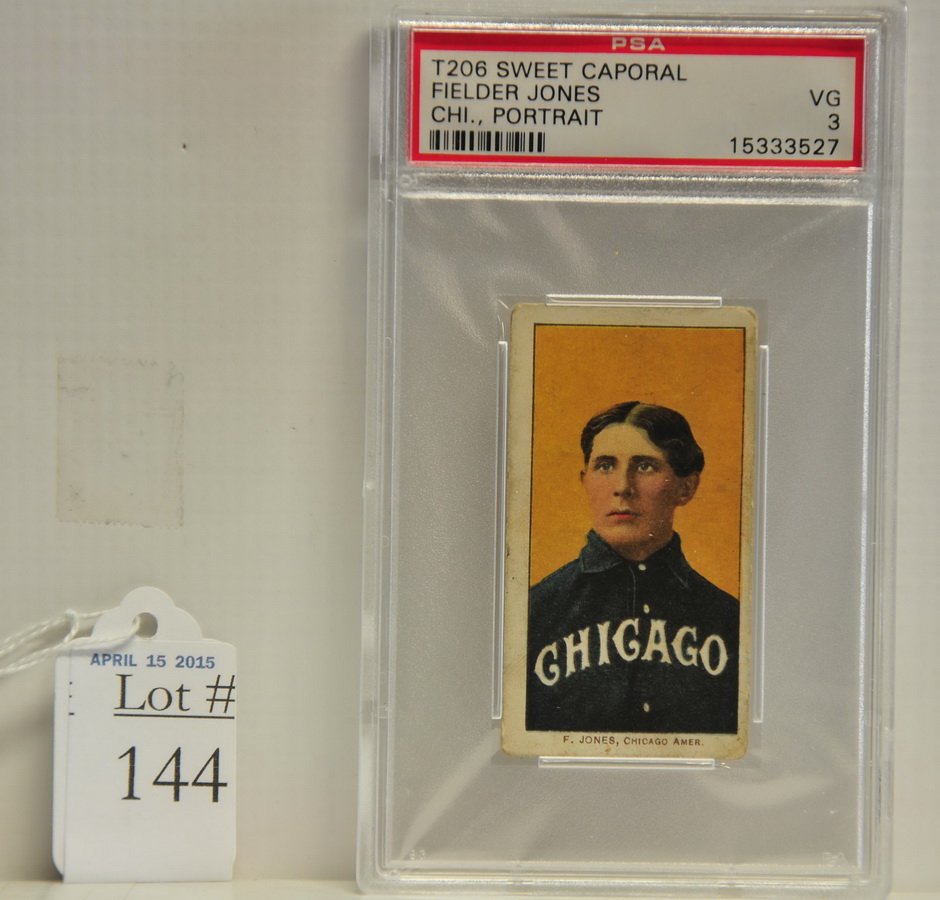 PSA
T206 SWEET CAPORAL
FIELDER JONES
CHI., PORTRAIT
VG
3
15333527
CHICAGO
F. JONES, CHICAGO AMER.
APRIL 15 2015
Lot #
144